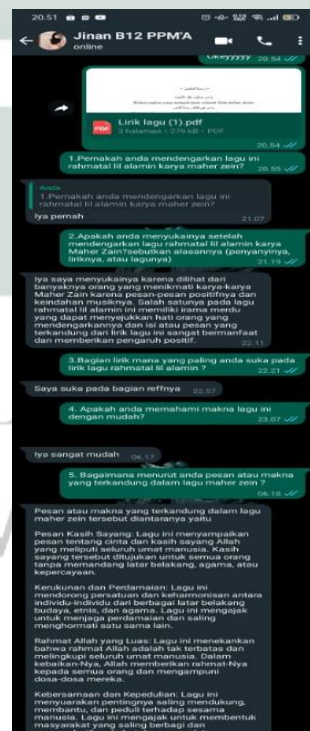 20.51
Jinan B12 PPM'A
online
Okeyyyy 20.54
Lirik lagu (1).pdf
3 halaman • 279 kB • PDF
20.54
1.Pernakah anda mendengarkan lagu ini
rahmatal lil alamin karya maher zein? 20.55
Anda
1.Pernakah anda mendengarkan lagu ini
rahmatal lil alamin karya maher zein?
Iya pernah 21.07
2.Apakah anda menyukainya setelah
mendengarkan lagu rahmatal lil alamin karya
Maher Zain?sebutkan alasannya (penyanyinya,
liriknya, atau lagunya) 21.19
Iya saya menyukainya karena dilihat dari
banyaknya orang yang menikmati karya-karya
Maher Zain karena pesan-pesan positifnya dan
keindahan musiknya. Salah satunya pada lagu
rahmatal lil alamin ini memiliki irama merdu
yang dapat menyejukkan hati orang yang
mendengarkannya dan isi atau pesan yang
terkandung dari lirik lagu ini sangat bermanfaat
dan memberikan pengaruh positif. 22.11
3.Bagian lirik mana yang paling anda suka pada
lirik lagu rahmatal lil alamin ? 22.21
Saya suka pada bagian reffnya 22.57
4. Apakah anda memahami makna lagu ini
dengan mudah? 23.07
Iya sangat mudah 06.17
5. Bagaimana menurut anda pesan atau makna
yang terkandung dalam lagu maher zein ?
06.18
Pesan atau makna yang terkandung dalam lagu
maher zein tersebut diantaranya yaitu
Pesan Kasih Sayang: Lagu ini menyampaikan
pesan tentang cinta dan kasih sayang Allah
yang meliputi seluruh umat manusia. Kasih
sayang tersebut ditujukan untuk semua orang
tanpa memandang latar belakang, agama, atau
kepercayaan.
Kerukunan dan Perdamaian: Lagu ini
mendorong persatuan dan keharmonisan antara
individu-individu dari berbagai latar belakang
budaya, etnis, dan agama. Lagu ini mengajak
untuk menjaga perdamaian dan saling
menghormati satu sama lain.
Rahmat Allah yang Luas: Lagu ini menekankan
bahwa rahmat Allah adalah tak terbatas dan
melingkupi seluruh umat manusia. Dalam
kebaikan-Nya, Allah memberikan rahmat-Nya
kepada semua orang dan mengampuni
dosa-dosa mereka.
Kebersamaan dan Kepedulian: Lagu ini
menyuarakan pentingnya saling mendukung,
membantu, dan peduli terhadap sesama
manusia. Lagu ini mengajak untuk membentuk
masyarakat yang saling berbagi dan